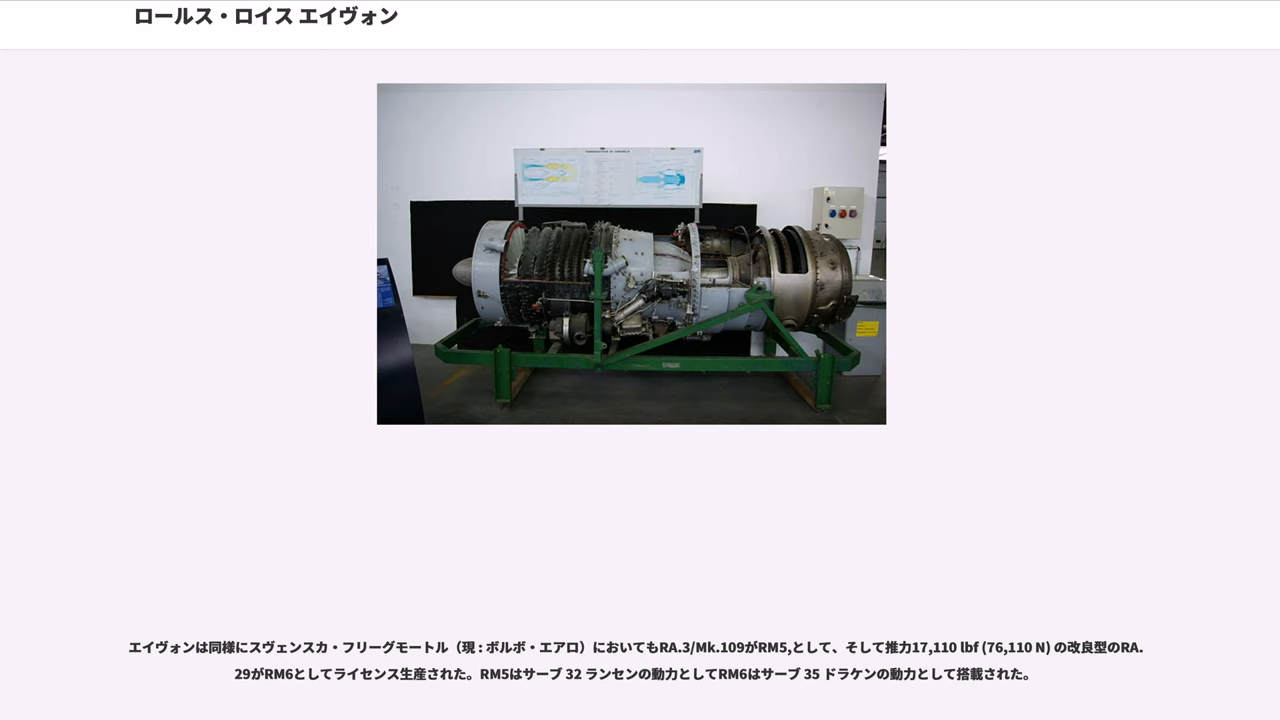 ロールス・ロイス エイヴォン
エイヴォンは同様にスヴェンスカ・フリーグモートル（現 : ボルボ・エアロ）においてもRA.3/Mk.109がRM5,として、そして推力17,110 lbf (76,110 N) の改良型のRA.
29がRM6としてライセンス生産された。RM5はサーブ 32 ランセンの動力としてRM6はサーブ 35 ドラケンの動力として搭載された。